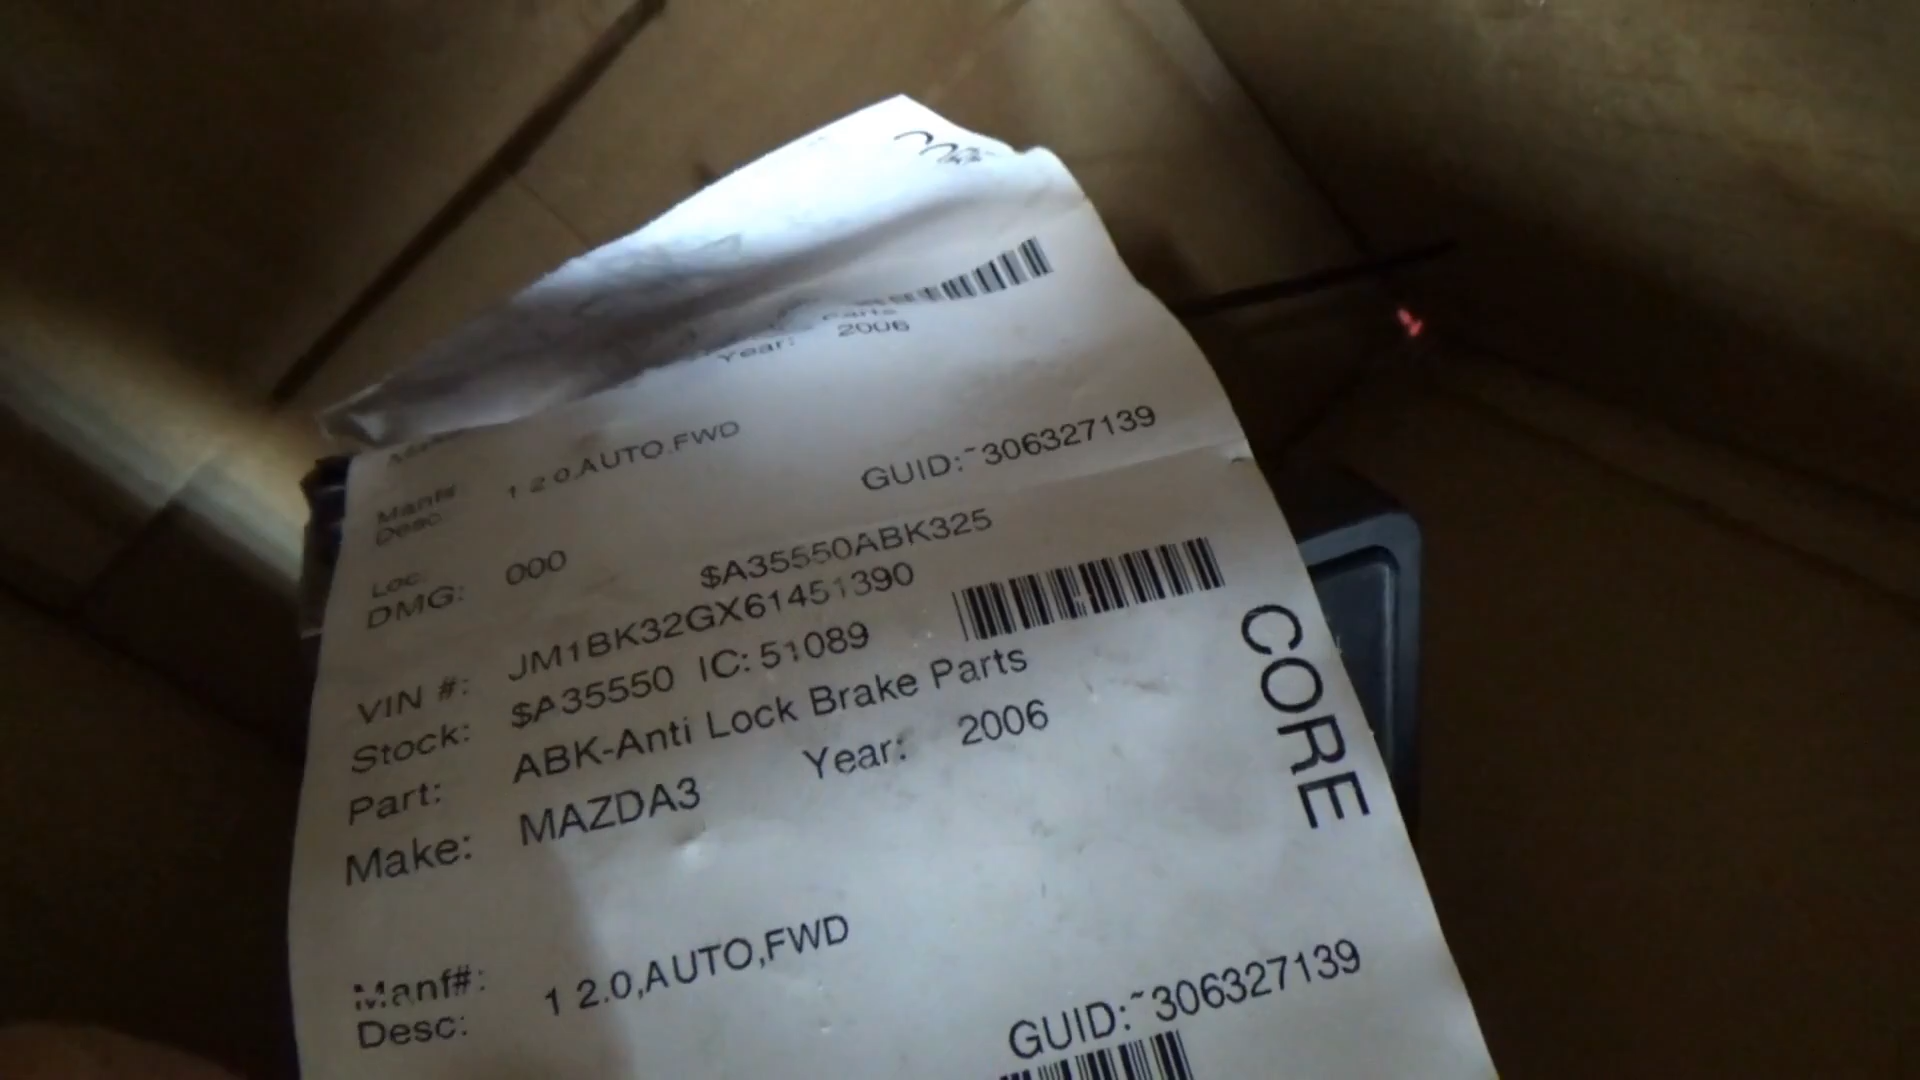 Year: 2006
Manf#:
Desc: 1 2.0,AUTO,FWD
GUID:~306327139
Loc:
DMG: 000
$A35550ABK325
VIN #: JM1BK32GX61451390
Stock: $A35550 IC: 51089
Part: ABK-Anti Lock Brake Parts
Make: MAZDA3 Year: 2006
CORE
Manf#:
Desc: 1 2.0,AUTO,FWD
GUID:~306327139